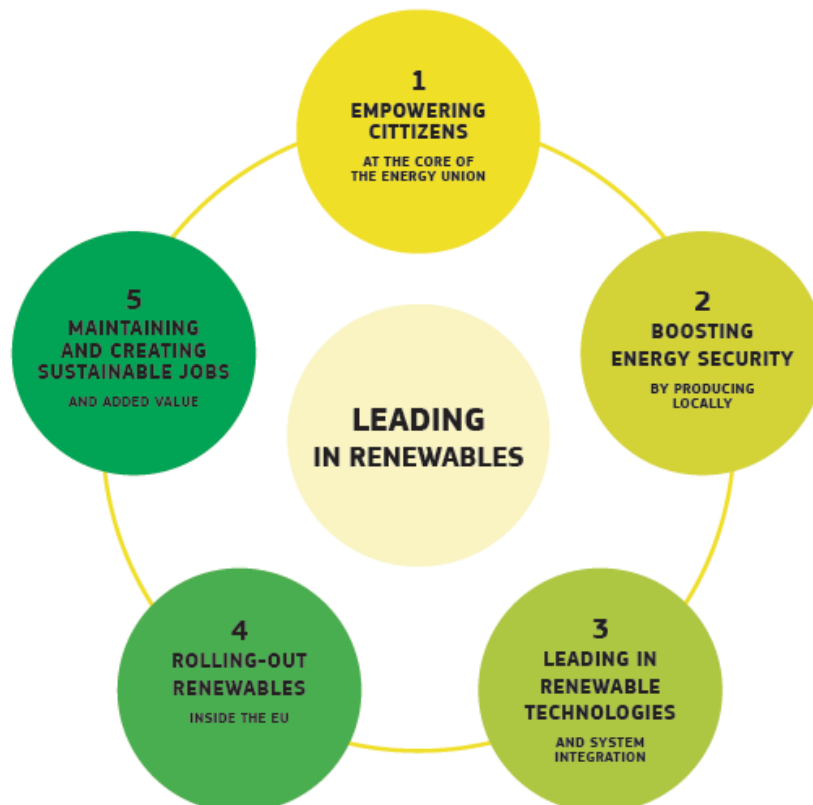 1
EMPOWERING
CITTIZENS
AT THE CORE OF
THE ENERGY UNION
2
BOOSTING
ENERGY SECURITY
BY PRODUCING
LOCALLY
3
LEADING IN
RENEWABLE
TECHNOLOGIES
AND SYSTEM
INTEGRATION
4
ROLLING-OUT
RENEWABLES
INSIDE THE EU
5
MAINTAINING
AND CREATING
SUSTAINABLE JOBS
AND ADDED VALUE
LEADING
IN RENEWABLES